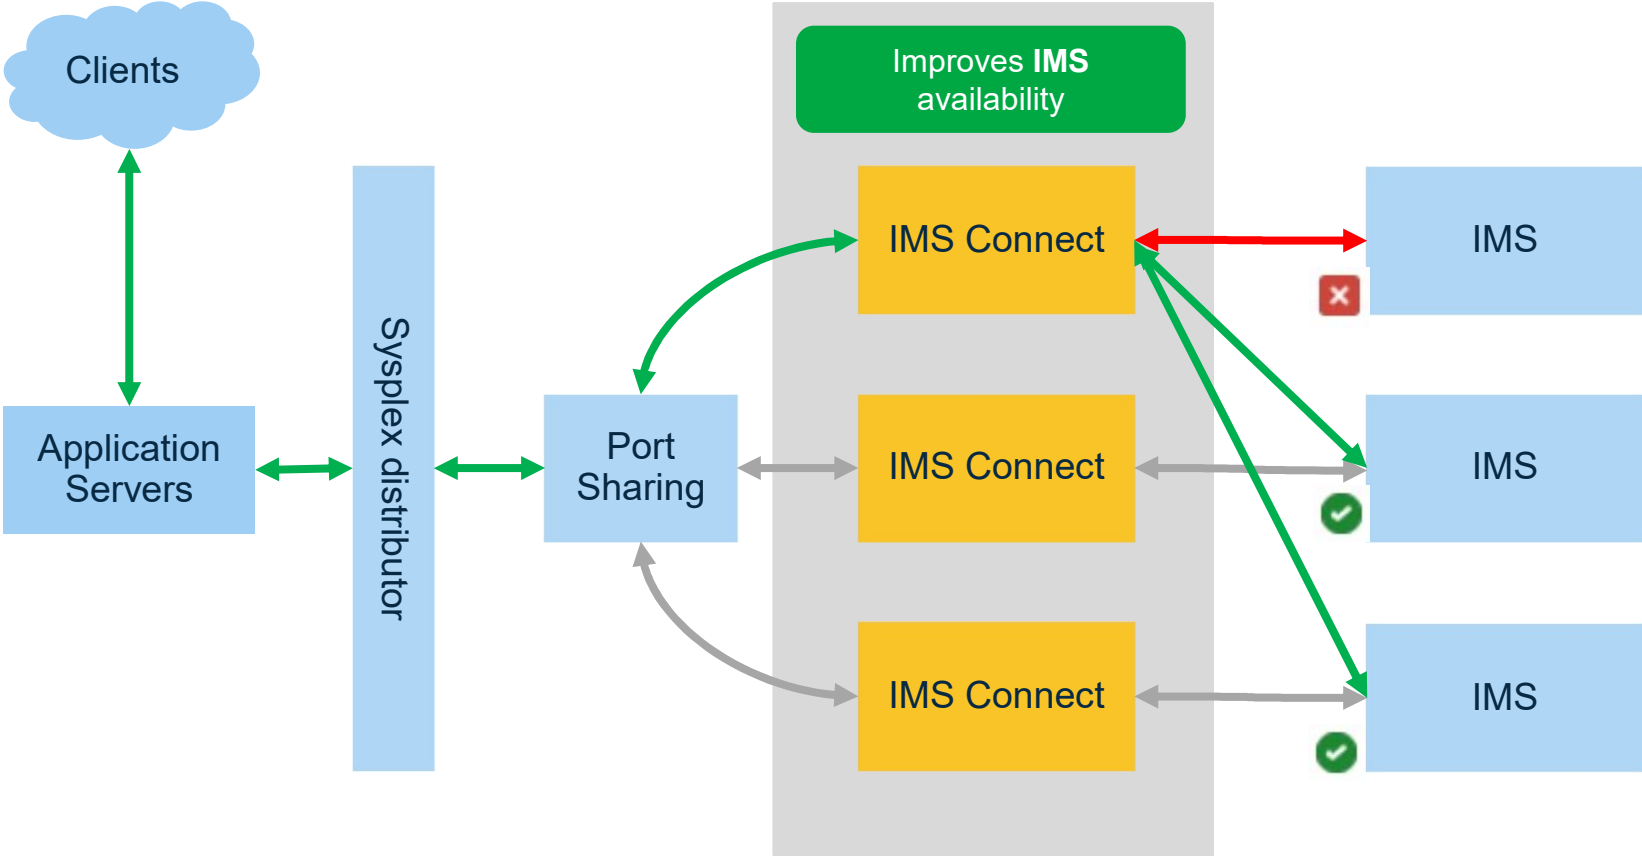 Clients
Improves IMS
availability
Application
Servers
Sysplex distributor
Port
Sharing
IMS Connect
IMS
IMS Connect
IMS
IMS Connect
IMS